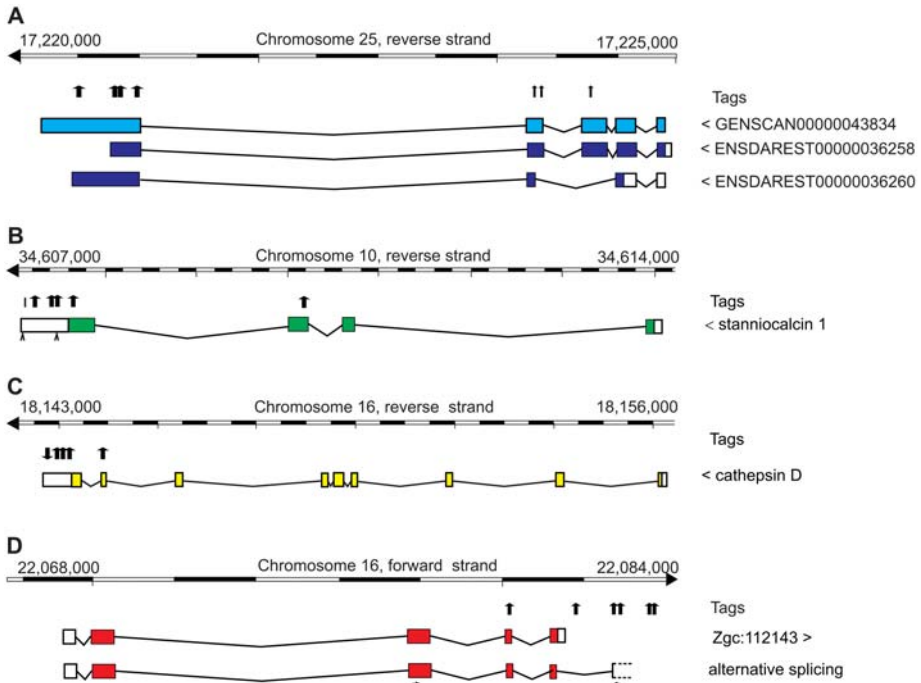 A
17,220,000 Chromosome 25, reverse strand 17,225,000
Tags
< GENSCAN00000043834
< ENSDAREST00000036258
< ENSDAREST00000036260
B
34,607,000 Chromosome 10, reverse strand 34,614,000
Tags
< stanniocalcin 1
C
18,143,000 Chromosome 16, reverse strand 18,156,000
Tags
< cathepsin D
D
22,068,000 Chromosome 16, forward strand 22,084,000
Tags
Zgc:112143 >
alternative splicing